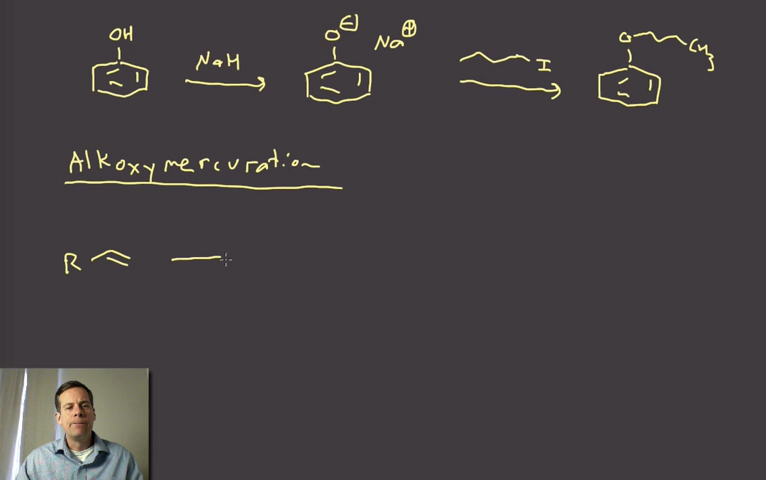 OH NaH O⊖ Na⊕ I O CH3
Alkoxymercuration
R